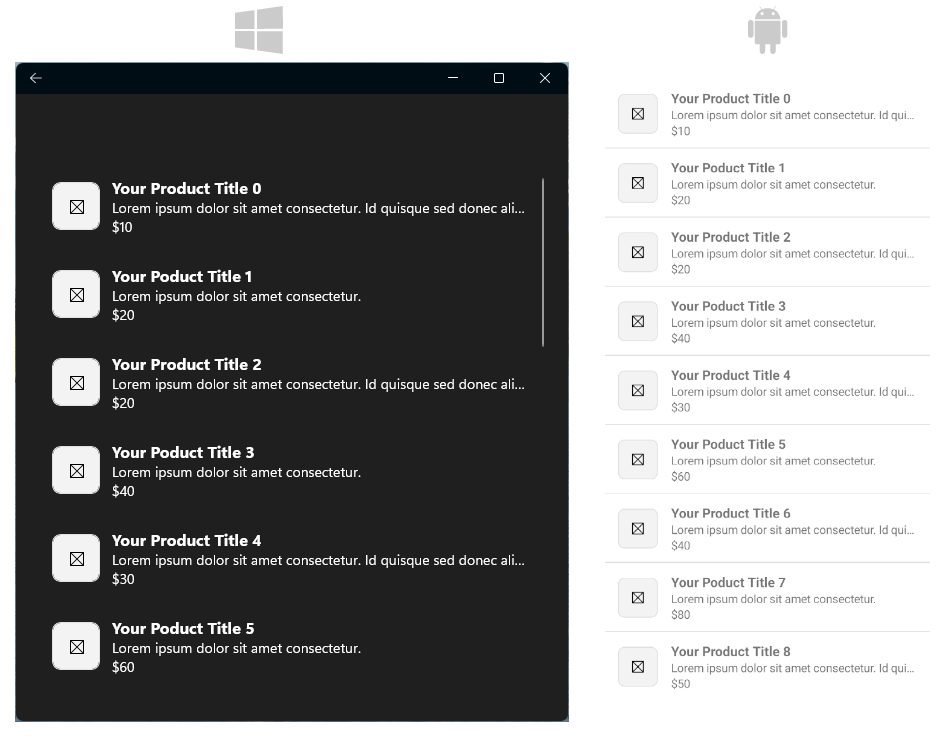 Your Product Title 0
Lorem ipsum dolor sit amet consectetur. Id quisque sed donec ali...
$10
Your Poduct Title 1
Lorem ipsum dolor sit amet consectetur.
$20
Your Product Title 2
Lorem ipsum dolor sit amet consectetur. Id quisque sed donec ali...
$20
Your Poduct Title 3
Lorem ipsum dolor sit amet consectetur.
$40
Your Product Title 4
Lorem ipsum dolor sit amet consectetur. Id quisque sed donec ali...
$30
Your Poduct Title 5
Lorem ipsum dolor sit amet consectetur.
$60
Your Product Title 0
Lorem ipsum dolor sit amet consectetur. Id qui...
$10
Your Poduct Title 1
Lorem ipsum dolor sit amet consectetur.
$20
Your Product Title 2
Lorem ipsum dolor sit amet consectetur. Id qui...
$20
Your Poduct Title 3
Lorem ipsum dolor sit amet consectetur.
$40
Your Product Title 4
Lorem ipsum dolor sit amet consectetur. Id qui...
$30
Your Poduct Title 5
Lorem ipsum dolor sit amet consectetur.
$60
Your Product Title 6
Lorem ipsum dolor sit amet consectetur. Id qui...
$40
Your Poduct Title 7
Lorem ipsum dolor sit amet consectetur.
$80
Your Product Title 8
Lorem ipsum dolor sit amet consectetur. Id qui...
$50